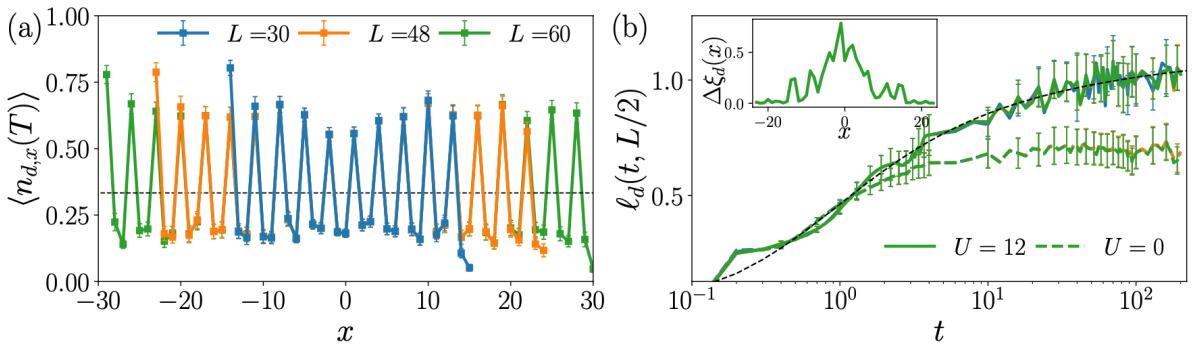 (a)
⟨n_{d,x}(T)⟩
1.00
0.75
0.50
0.25
0.00
L =30
L =48
L =60
−30
−20
−10
0
10
20
30
x
(b)
ℓ_d(t, L/2)
1.0
0.5
Δξ_d(x)
0.5
0.0
−20
0
20
x
U = 12
U = 0
10^{−1}
10^0
10^1
10^2
t